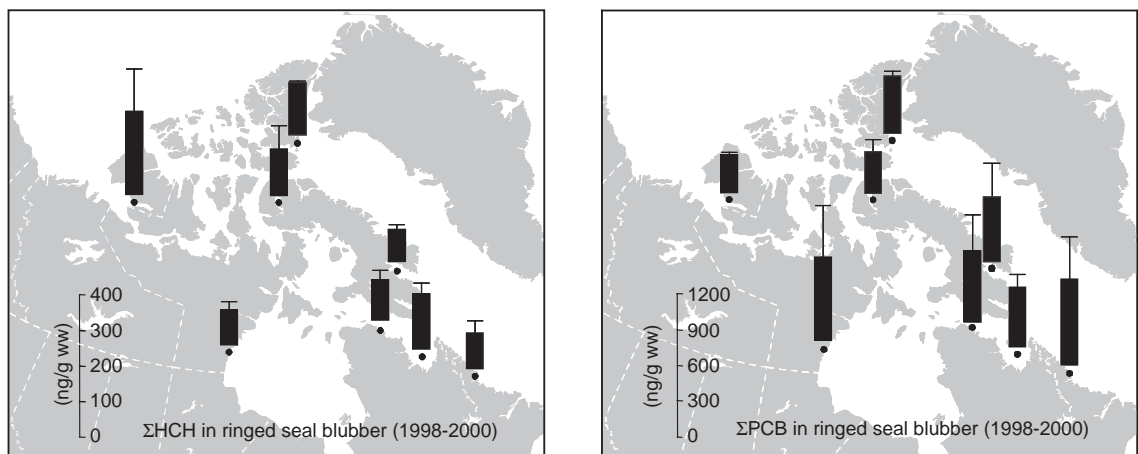 400
300
200
100
0
(ng/g ww)
ΣHCH in ringed seal blubber (1998-2000)
1200
900
600
300
0
(ng/g ww)
ΣPCB in ringed seal blubber (1998-2000)